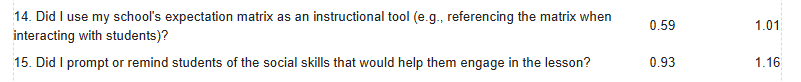 14. Did I use my school's expectation matrix as an instructional tool (e.g., referencing the matrix when
interacting with students)? 0.59 1.01
15. Did I prompt or remind students of the social skills that would help them engage in the lesson? 0.93 1.16